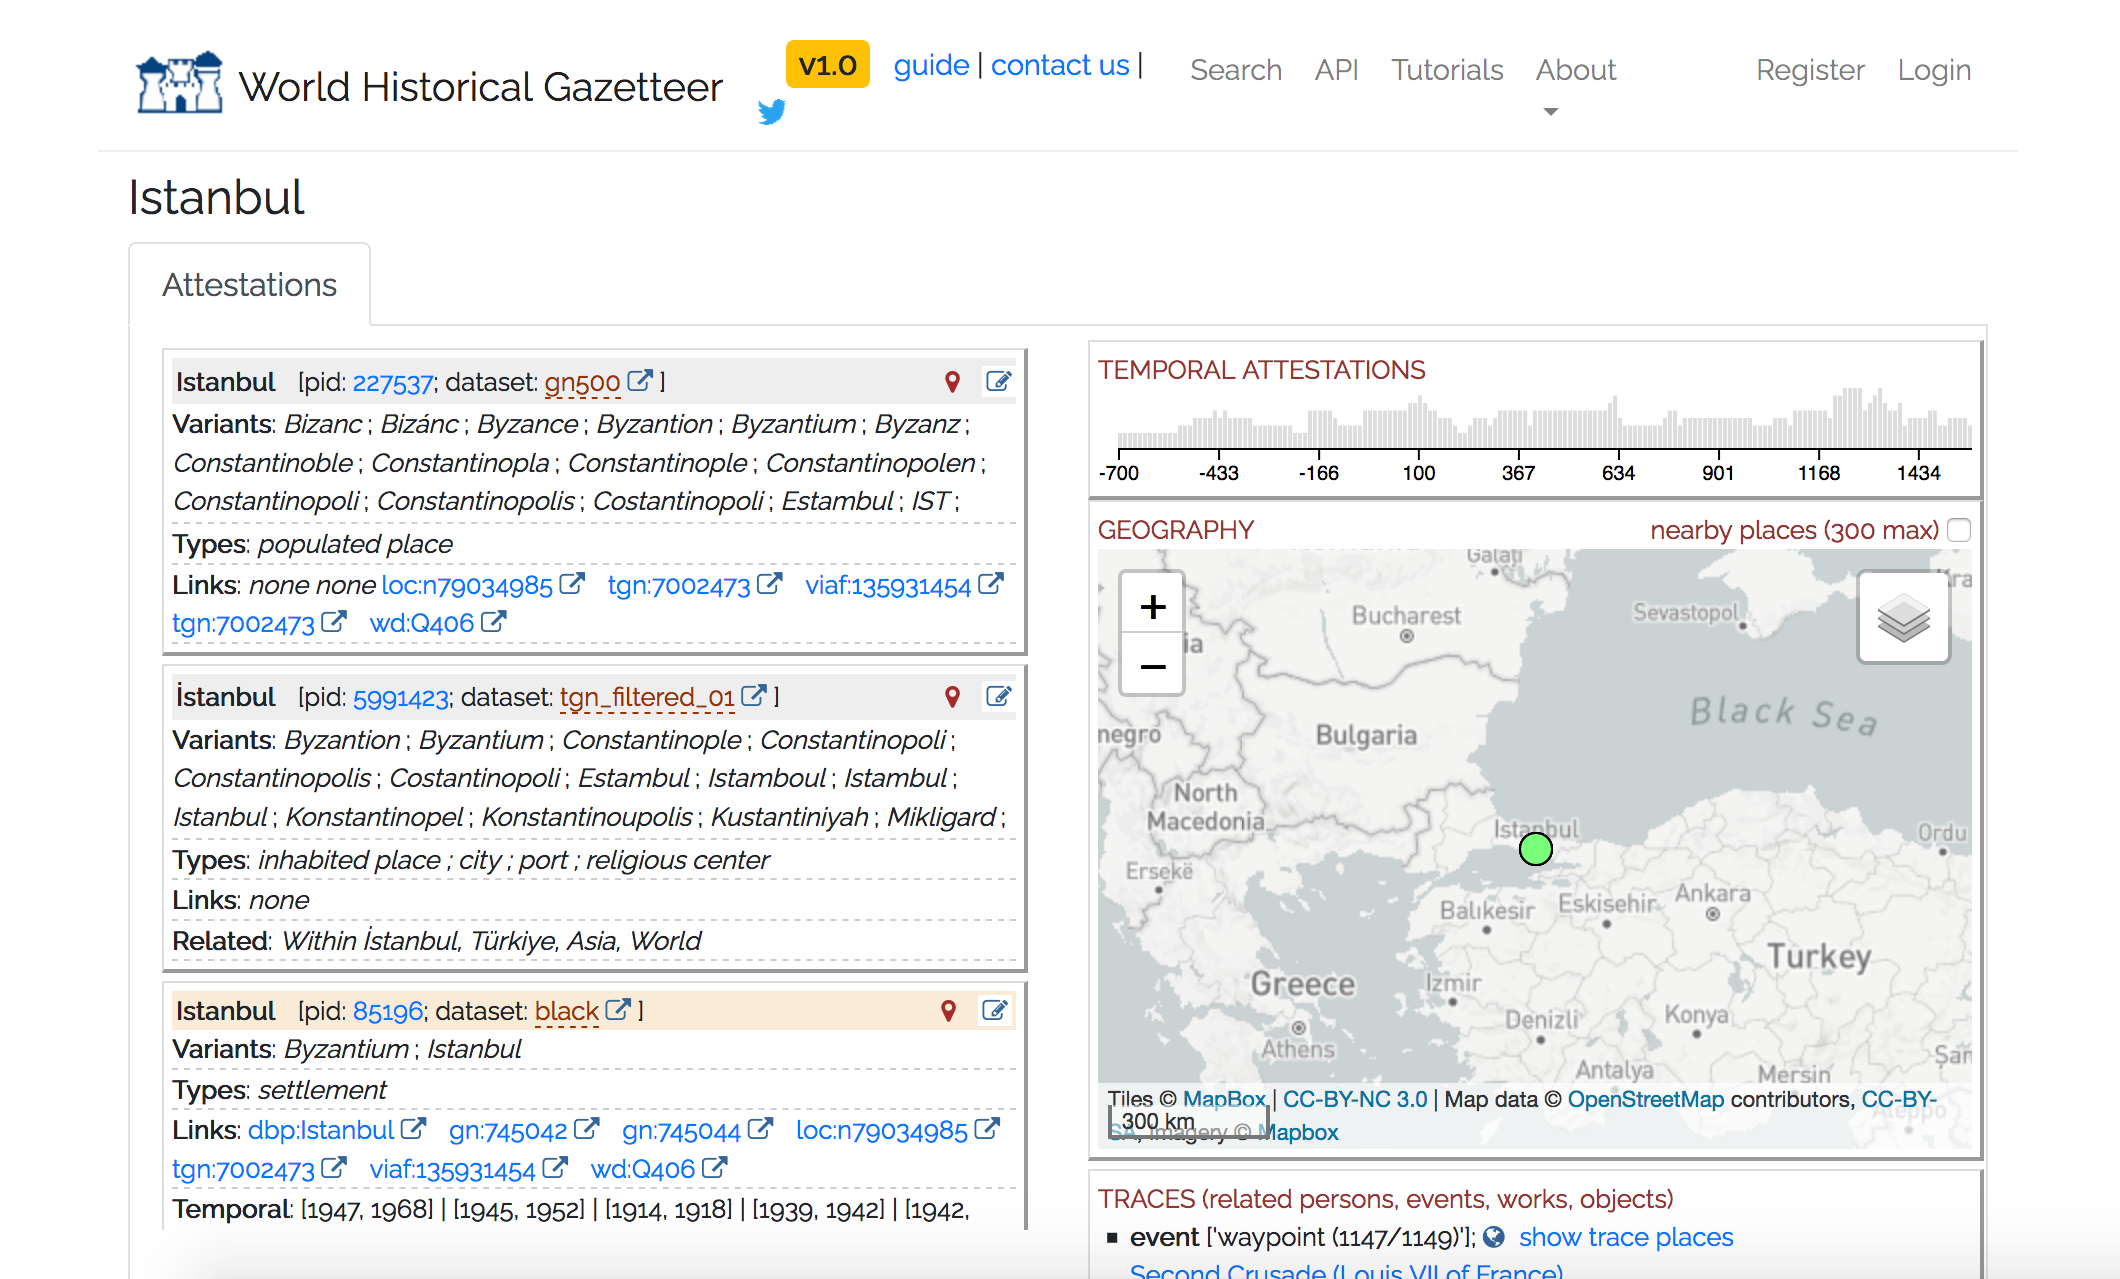 World Historical Gazetteer
v1.0 guide | contact us |
Search API Tutorials About
Register Login
Istanbul
Attestations
Istanbul [pid: 227537; dataset: gn500 ]
Variants: Bizanc ; Bizánc ; Byzance ; Byzantion ; Byzantium ; Byzanz ;
Constantinoble ; Constantinopla ; Constantinople ; Constantinopolen ;
Constantinopoli ; Constantinopolis ; Costantinopoli ; Estambul ; IST ;
Types: populated place
Links: none none loc:n79034985 tgn:7002473 viaf:135931454
tgn:7002473 wd:Q406
İstanbul [pid: 5991423; dataset: tgn_filtered_01 ]
Variants: Byzantion ; Byzantium ; Constantinople ; Constantinopoli ;
Constantinopolis ; Costantinopoli ; Estambul ; Istamboul ; Istambul ;
Istanbul ; Konstantinopel ; Konstantinoupolis ; Kustantiniyah ; Mikligard ;
Types: inhabited place ; city ; port ; religious center
Links: none
Related: Within İstanbul, Türkiye, Asia, World
Istanbul [pid: 85196; dataset: black ]
Variants: Byzantium ; Istanbul
Types: settlement
Links: dbp:Istanbul gn:745042 gn:745044 loc:n79034985
tgn:7002473 viaf:135931454 wd:Q406
Temporal: [1947, 1968] | [1945, 1952] | [1914, 1918] | [1939, 1942] | [1942,
TEMPORAL ATTESTATIONS
-700 -433 -166 100 367 634 901 1168 1434
GEOGRAPHY nearby places (300 max)
+
−
Galați
Bucharest
Sevastopol
Kra
ia
Black Sea
negro
Bulgaria
North
Macedonia
Istanbul
Ordu
Ersekë
Balıkesir
Eskisehir
Ankara
Turkey
Greece
Izmir
Denizli
Konya
Athens
Antalya
Mersin
Şan
Aleppo
Tiles © MapBox | CC-BY-NC 3.0 | Map data © OpenStreetMap contributors, CC-BY-
SA, Imagery © Mapbox
300 km
TRACES (related persons, events, works, objects)
event ['waypoint (1147/1149)']; show trace places
Second Crusade (Louis VII of France)